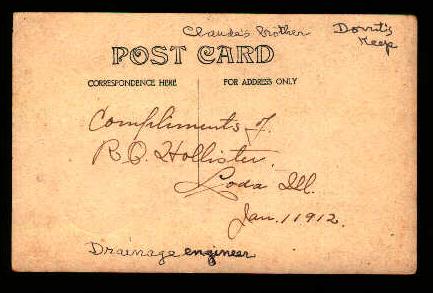 Claude's Brother
Dorrit's
Keep
POST CARD
CORRESPONDENCE HERE
FOR ADDRESS ONLY
Compliments of
R.Q. Hollister.
Loda Ill.
Jan. 1 1912.
Drainage engineer